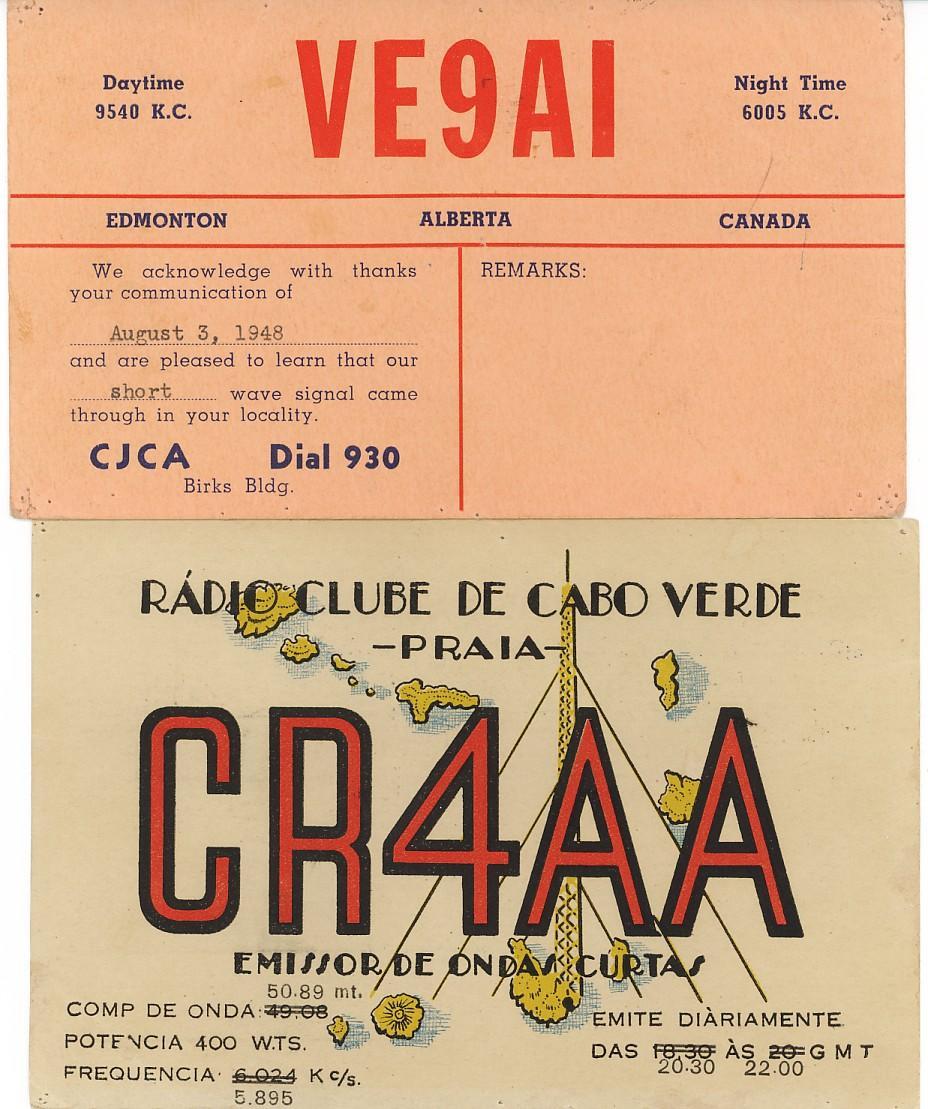 VE9AI
Daytime
9540 K.C.
Night Time
6005 K.C.
EDMONTON ALBERTA CANADA
We acknowledge with thanks
your communication of
August 3, 1948
and are pleased to learn that our
short wave signal came
through in your locality.
CJCA Dial 930
Birks Bldg.
REMARKS:
RÁDIO CLUBE DE CABO VERDE
-PRAIA-
CR4AA
EMISSOR DE ONDAS CURTAS
50.89 mt.
COMP DE ONDA: 49.08
POTENCIA 400 WTS.
FREQUENCIA· 6.024 K c/s.
5.895
EMITE DIÀRIAMENTE
DAS 18.30 ÀS 20= GMT
20.30 22.00